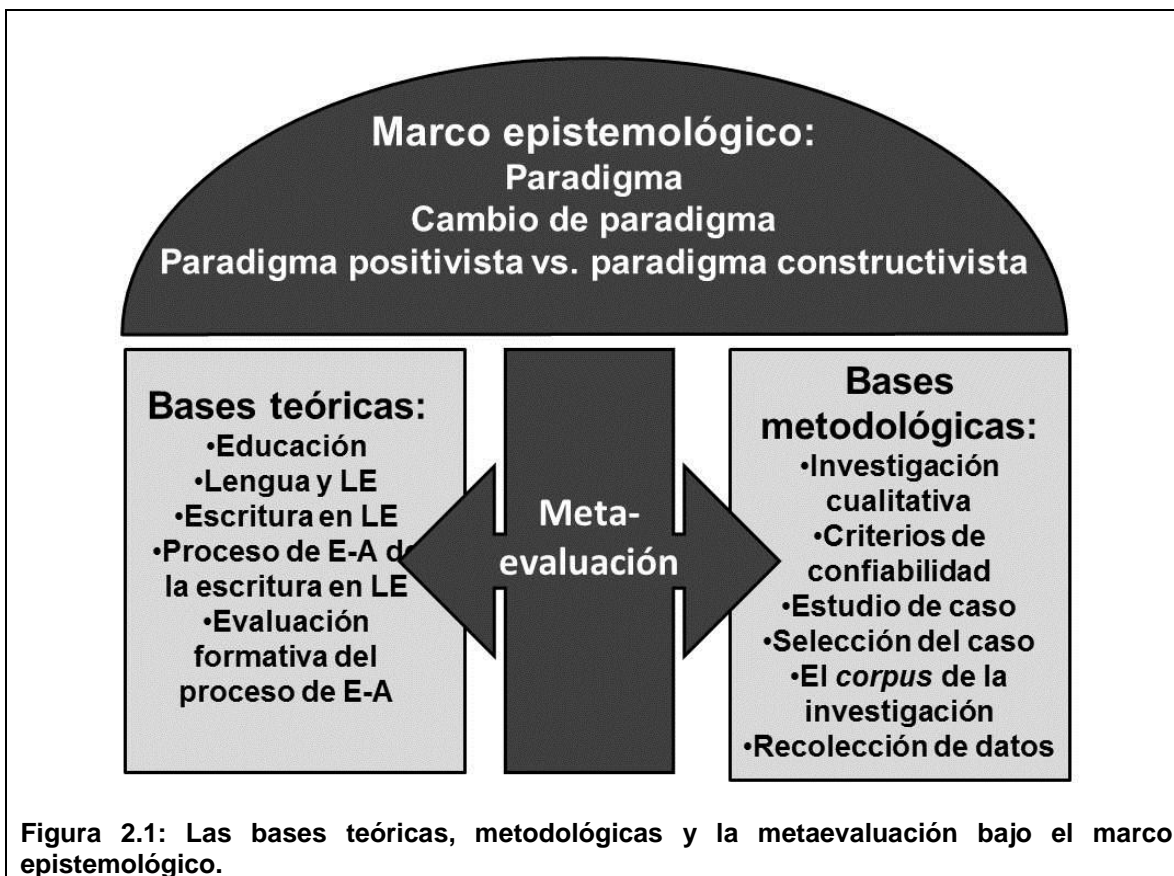 Marco epistemológico:
Paradigma
Cambio de paradigma
Paradigma positivista vs. paradigma constructivista
Bases teóricas:
•Educación
•Lengua y LE
•Escritura en LE
•Proceso de E-A de
la escritura en LE
•Evaluación
formativa del
proceso de E-A
Meta-
evaluación
Bases
metodológicas:
•Investigación
cualitativa
•Criterios de
confiabilidad
•Estudio de caso
•Selección del caso
•El corpus de la
investigación
•Recolección de datos
Figura 2.1: Las bases teóricas, metodológicas y la metaevaluación bajo el marco
epistemológico.